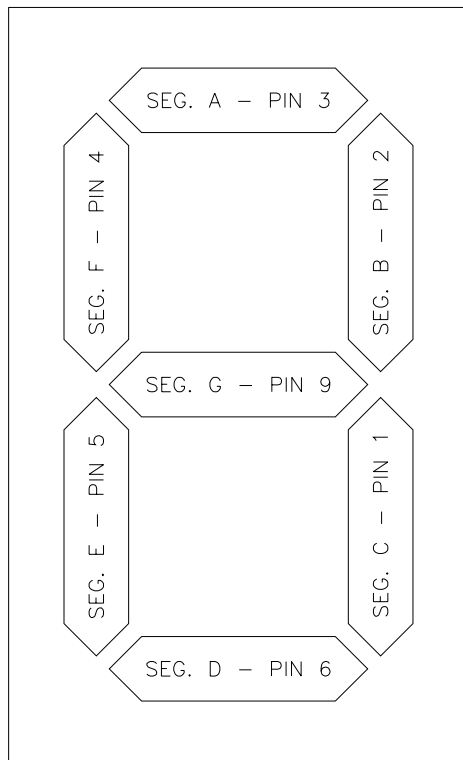 SEG. A – PIN 3
SEG. F – PIN 4
SEG. B – PIN 2
SEG. G – PIN 9
SEG. E – PIN 5
SEG. C – PIN 1
SEG. D – PIN 6